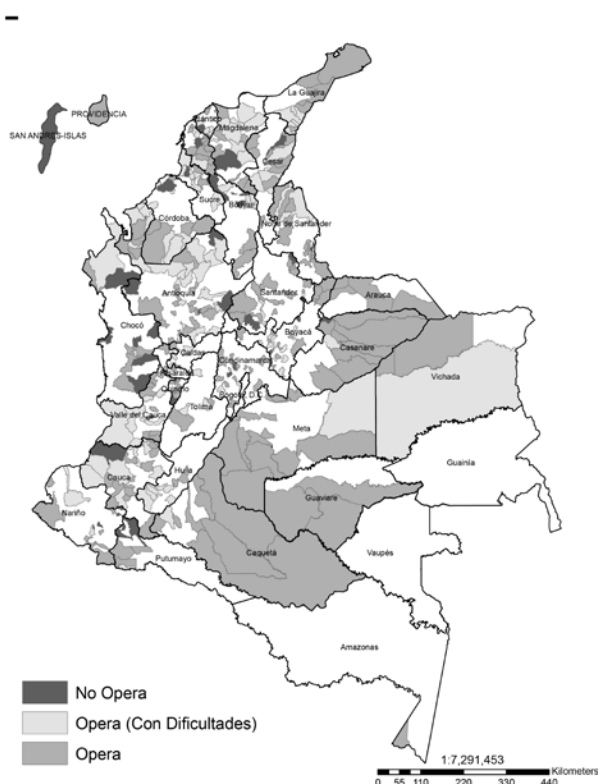 La Guajira
PROVIDENCIA
SAN ANDRES-ISLAS
Magdalena
Cesar
Sucre
Bolívar
Córdoba
Norte de Santander
Antioquia
Santander
Arauca
Chocó
Boyacá
Casanare
Caldas
Cundinamarca
Vichada
Bogotá D.C.
Tolima
Valle del Cauca
Meta
Guainía
Huila
Cauca
Guaviare
Nariño
Caquetá
Vaupés
Putumayo
Amazonas
No Opera
Opera (Con Dificultades)
Opera
1:7,291,453
Kilometers
0 55 110 220 330 440